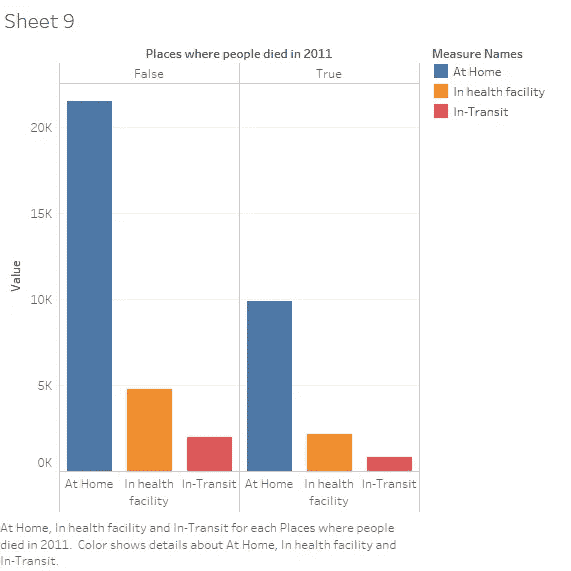 Sheet 9
Places where people died in 2011
False
True
Measure Names
At Home
In health facility
In-Transit
Value
20K
15K
10K
5K
0K
At Home
In health
facility
In-Transit
At Home
In health
facility
In-Transit
At Home, In health facility and In-Transit for each Places where people
died in 2011.  Color shows details about At Home, In health facility and
In-Transit.